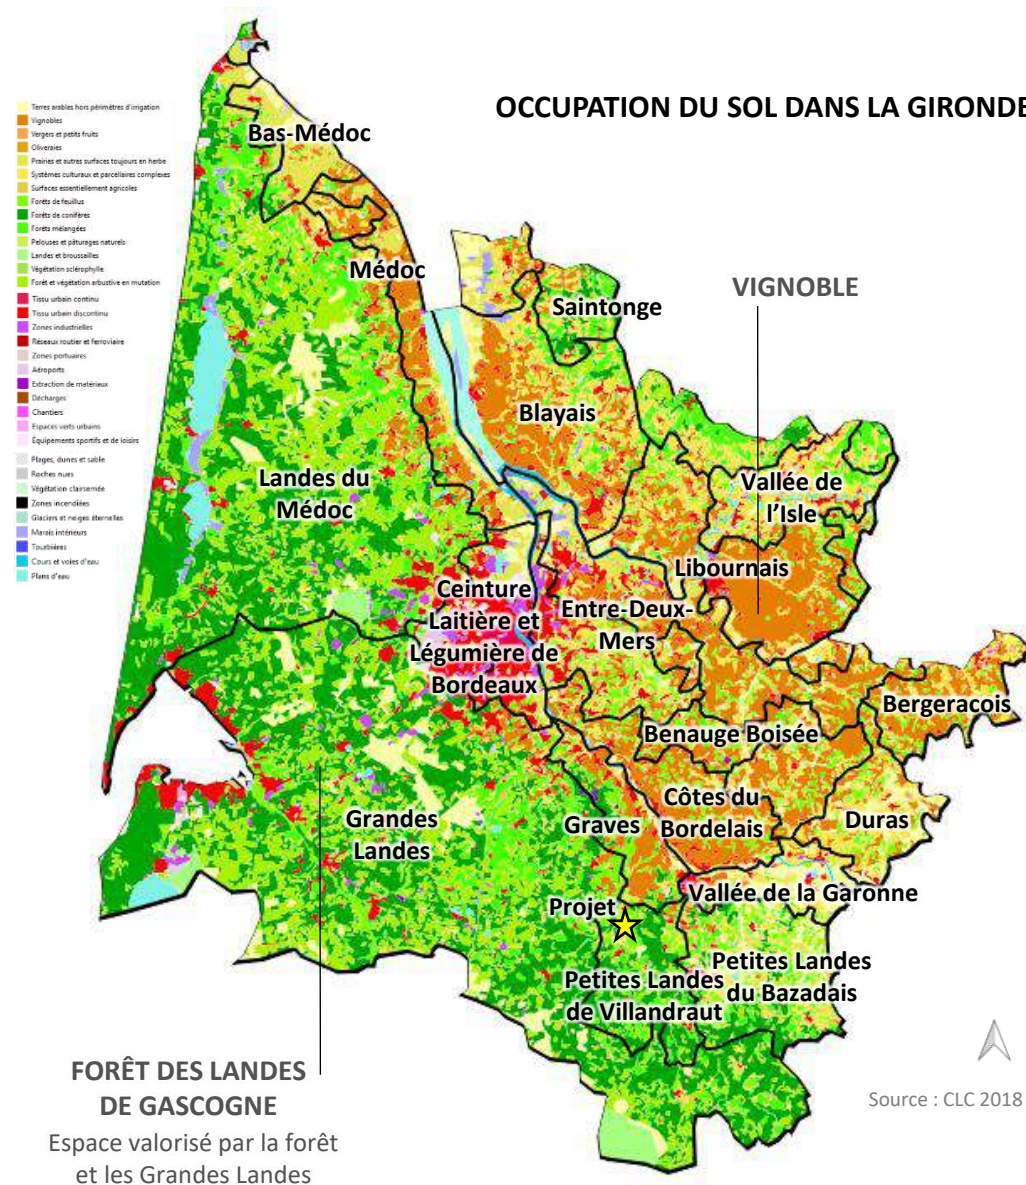 OCCUPATION DU SOL DANS LA GIRONDE
Terres arables hors périmètres d'irrigation
Vignobles
Vergers et petits fruits
Oliveraies
Prairies et autres surfaces toujours en herbe
Systèmes culturaux et parcellaires complexes
Surfaces essentiellement agricoles
Forêts de feuillus
Forêts de conifères
Forêts mélangées
Pelouses et pâturages naturels
Landes et broussailles
Végétation sclérophylle
Forêt et végétation arbustive en mutation
Tissu urbain continu
Tissu urbain discontinu
Zones industrielles
Réseaux routier et ferroviaire
Zones portuaires
Aéroports
Extraction de matériaux
Décharges
Chantiers
Espaces verts urbains
Équipements sportifs et de loisirs
Plages, dunes et sable
Roches nues
Végétation clairsemée
Zones incendiées
Glaciers et neiges éternelles
Marais intérieurs
Tourbières
Cours et voies d'eau
Plans d'eau
Bas-Médoc
Médoc
Saintonge
VIGNOBLE
Blayais
Landes du
Médoc
Vallée de
l'Isle
Libournais
Ceinture
Laitière et
Légumière de
Bordeaux
Entre-Deux-
Mers
Bergeracois
Benauge Boisée
Côtes du
Bordelais
Duras
Graves
Grandes
Landes
Vallée de la Garonne
Projet
Petites Landes
de Villandraut
Petites Landes
du Bazadais
FORÊT DES LANDES
DE GASCOGNE
Espace valorisé par la forêt
et les Grandes Landes
Source : CLC 2018